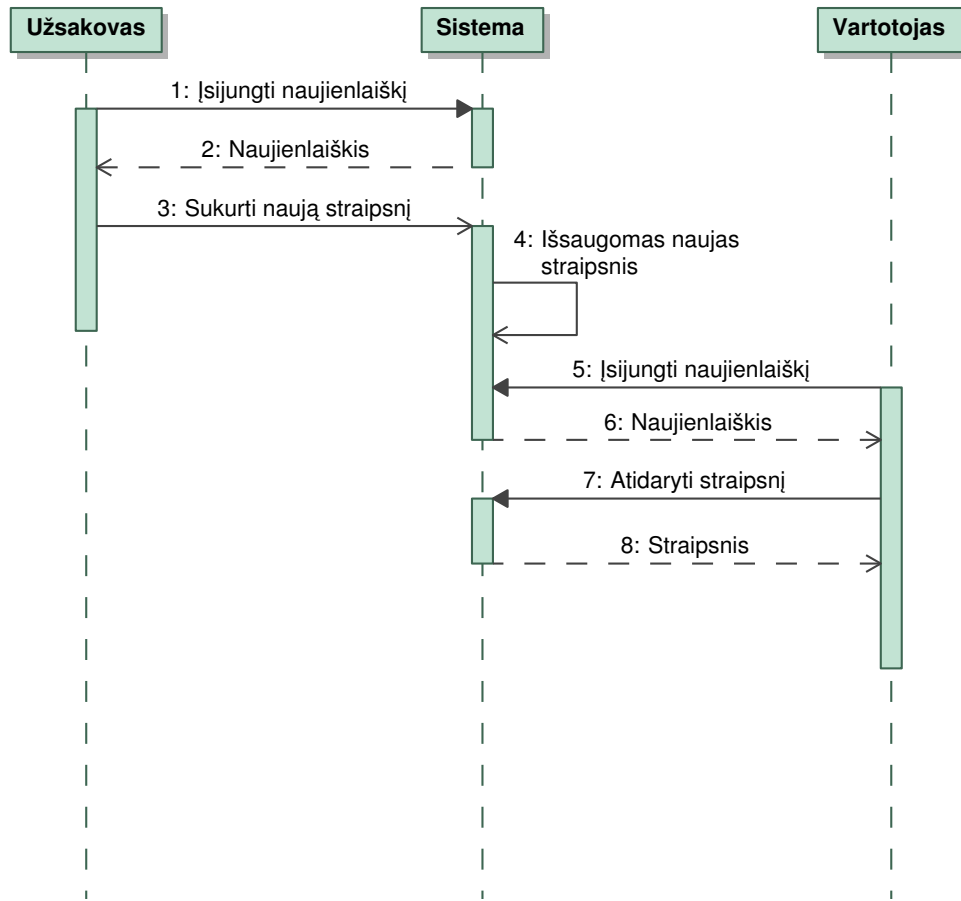 Užsakovas
Sistema
Vartotojas
1: Įsijungti naujienlaiškį
2: Naujienlaiškis
3: Sukurti naują straipsnį
4: Išsaugomas naujas
straipsnis
5: Įsijungti naujienlaiškį
6: Naujienlaiškis
7: Atidaryti straipsnį
8: Straipsnis